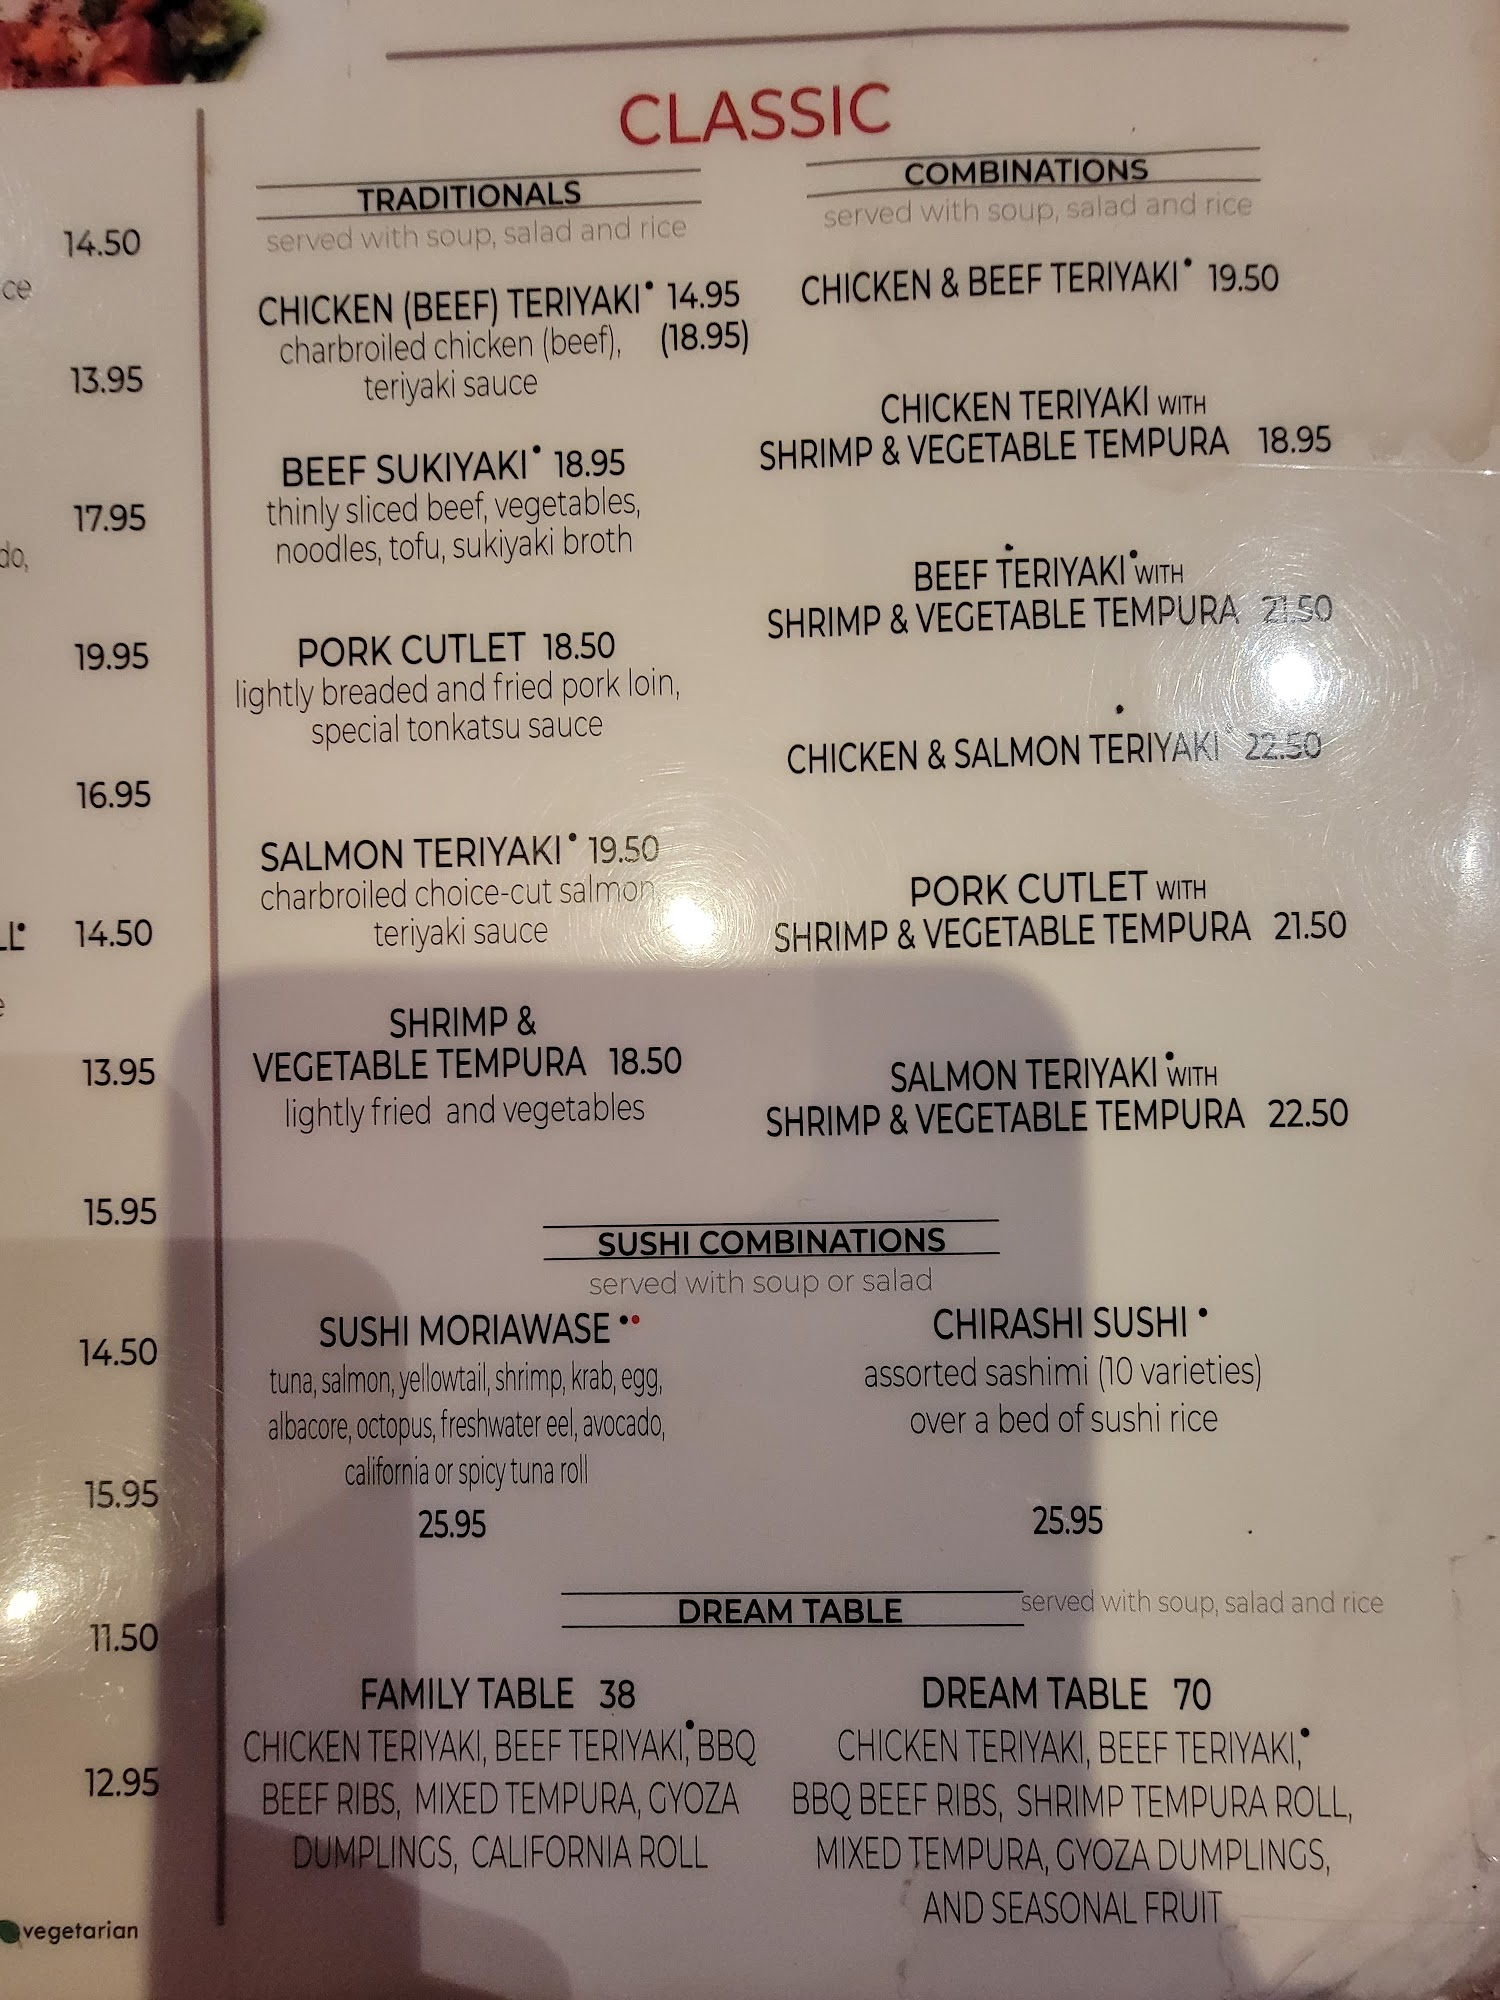 CLASSIC
TRADITIONALS
served with soup, salad and rice
CHICKEN (BEEF) TERIYAKI• 14.95
charbroiled chicken (beef), (18.95)
teriyaki sauce
BEEF SUKIYAKI• 18.95
thinly sliced beef, vegetables,
noodles, tofu, sukiyaki broth
PORK CUTLET 18.50
lightly breaded and fried pork loin,
special tonkatsu sauce
SALMON TERIYAKI• 19.50
charbroiled choice-cut salmon
teriyaki sauce
SHRIMP &
VEGETABLE TEMPURA 18.50
lightly fried and vegetables
COMBINATIONS
served with soup, salad and rice
CHICKEN & BEEF TERIYAKI• 19.50
CHICKEN TERIYAKI WITH
SHRIMP & VEGETABLE TEMPURA 18.95
BEEF TERIYAKI• WITH
SHRIMP & VEGETABLE TEMPURA 21.50
CHICKEN & SALMON TERIYAKI• 22.50
PORK CUTLET WITH
SHRIMP & VEGETABLE TEMPURA 21.50
SALMON TERIYAKI• WITH
SHRIMP & VEGETABLE TEMPURA 22.50
SUSHI COMBINATIONS
served with soup or salad
SUSHI MORIAWASE ••
tuna, salmon, yellowtail, shrimp, krab, egg,
albacore, octopus, freshwater eel, avocado,
california or spicy tuna roll
25.95
CHIRASHI SUSHI •
assorted sashimi (10 varieties)
over a bed of sushi rice
25.95
DREAM TABLE served with soup, salad and rice
FAMILY TABLE 38
CHICKEN TERIYAKI, BEEF TERIYAKI,• BBQ
BEEF RIBS, MIXED TEMPURA, GYOZA
DUMPLINGS, CALIFORNIA ROLL
DREAM TABLE 70
CHICKEN TERIYAKI, BEEF TERIYAKI,•
BBQ BEEF RIBS, SHRIMP TEMPURA ROLL,
MIXED TEMPURA, GYOZA DUMPLINGS,
AND SEASONAL FRUIT
14.50
13.95
17.95
19.95
16.95
14.50
13.95
15.95
14.50
15.95
11.50
12.95
vegetarian